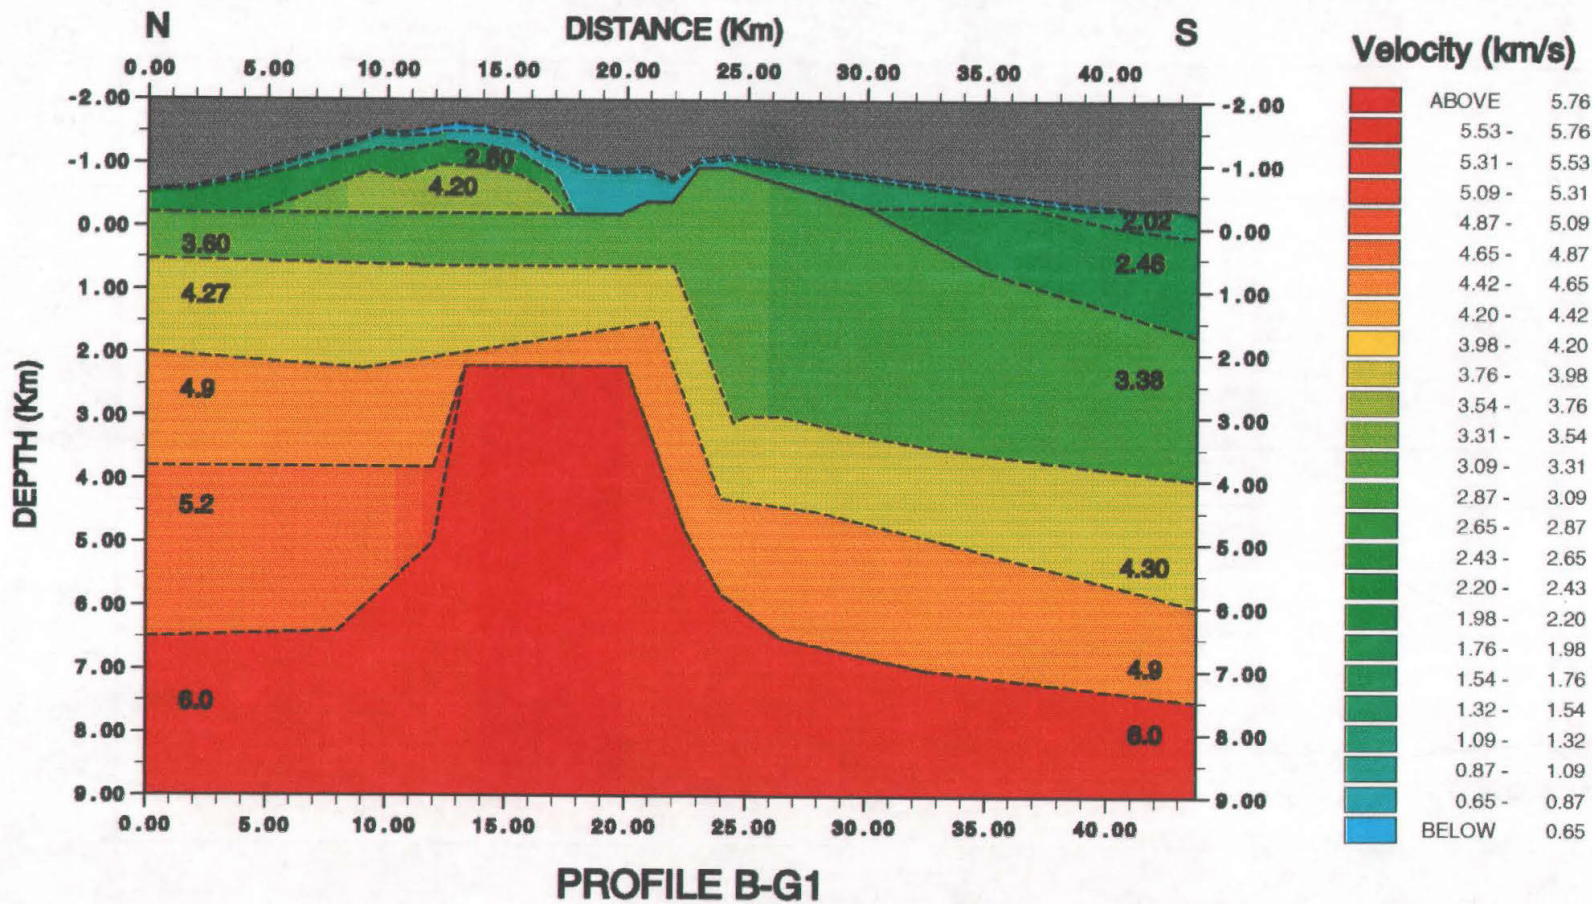 N
DISTANCE (Km)
S
0.00 5.00 10.00 15.00 20.00 25.00 30.00 35.00 40.00
DEPTH (Km)
-2.00
-1.00
0.00
1.00
2.00
3.00
4.00
5.00
6.00
7.00
8.00
9.00
2.60
4.20
3.60
4.27
4.9
5.2
6.0
2.02
2.46
3.38
4.30
4.9
6.0
-2.00
-1.00
0.00
1.00
2.00
3.00
4.00
5.00
6.00
7.00
8.00
9.00
0.00 5.00 10.00 15.00 20.00 25.00 30.00 35.00 40.00
PROFILE B-G1
Velocity (km/s)
ABOVE 5.76
5.53 - 5.76
5.31 - 5.53
5.09 - 5.31
4.87 - 5.09
4.65 - 4.87
4.42 - 4.65
4.20 - 4.42
3.98 - 4.20
3.76 - 3.98
3.54 - 3.76
3.31 - 3.54
3.09 - 3.31
2.87 - 3.09
2.65 - 2.87
2.43 - 2.65
2.20 - 2.43
1.98 - 2.20
1.76 - 1.98
1.54 - 1.76
1.32 - 1.54
1.09 - 1.32
0.87 - 1.09
0.65 - 0.87
BELOW 0.65